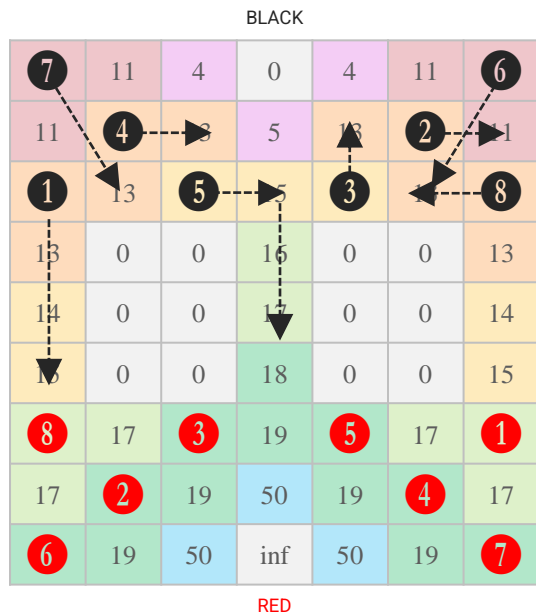 BLACK
7 11 4 0 4 11 6
11 4 13 5 13 2 11
1 13 5 15 3 8
13 0 0 16 0 0 13
14 0 0 17 0 0 14
15 0 0 18 0 0 15
8 17 3 19 5 17 1
17 2 19 50 19 4 17
6 19 50 inf 50 19 7
RED